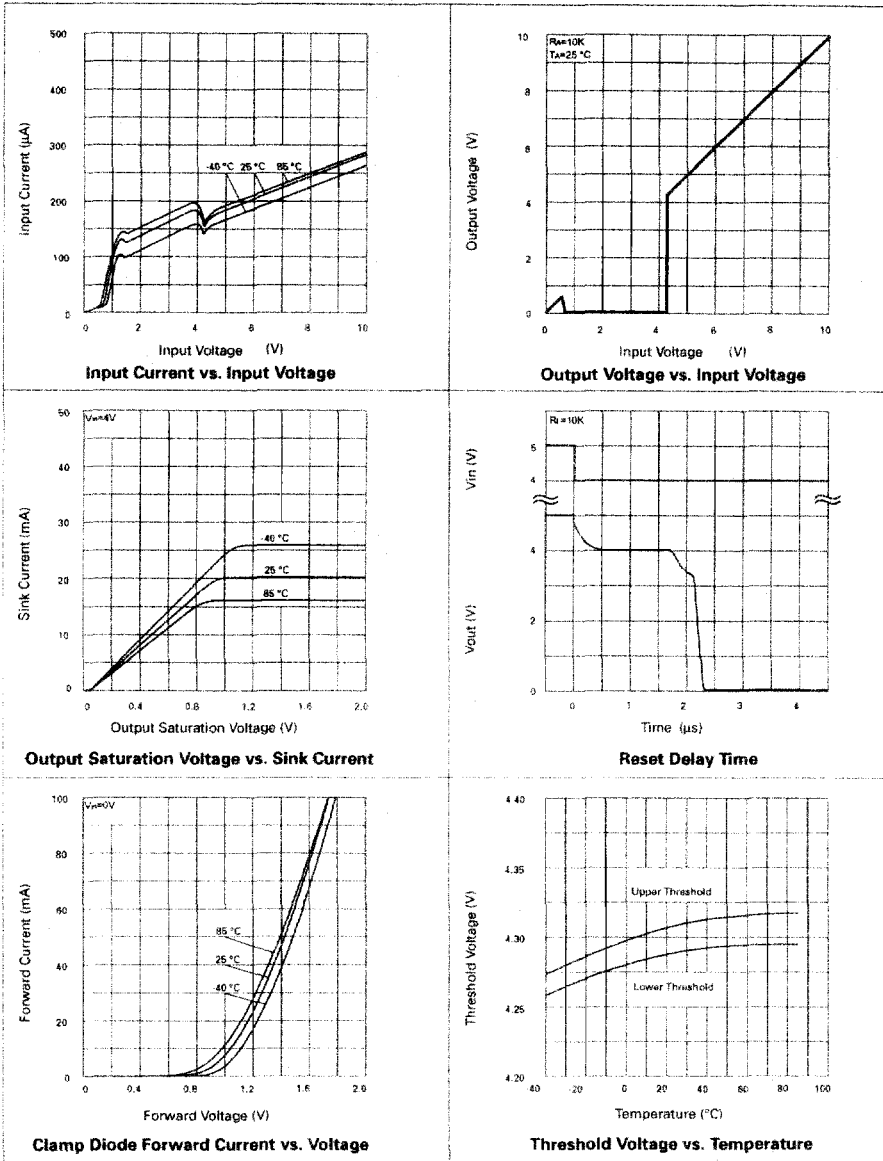 500
400
300
200
100
0
Input Current (µA)
-40 °C 25 °C 85 °C
0 2 4 6 8 10
Input Voltage (V)
Input Current vs. Input Voltage
10
8
6
4
2
0
Output Voltage (V)
TA=25 °C
0 2 4 6 8 10
Input Voltage (V)
Output Voltage vs. Input Voltage
50
40
30
20
10
0
Sink Current (mA)
-40 °C
25 °C
85 °C
0 0.4 0.8 1.2 1.6 2.0
Output Saturation Voltage (V)
Output Saturation Voltage vs. Sink Current
Vin (V)
5
4
Vout (V)
4
2
0
0 1 2 3 4
Time (µs)
Reset Delay Time
100
80
60
40
20
0
Forward Current (mA)
85 °C
25 °C
-40 °C
0 0.4 0.8 1.2 1.6 2.0
Forward Voltage (V)
Clamp Diode Forward Current vs. Voltage
4.40
4.35
4.30
4.25
4.20
Threshold Voltage (V)
Upper Threshold
Lower Threshold
-40 -20 0 20 40 60 80 100
Temperature (°C)
Threshold Voltage vs. Temperature